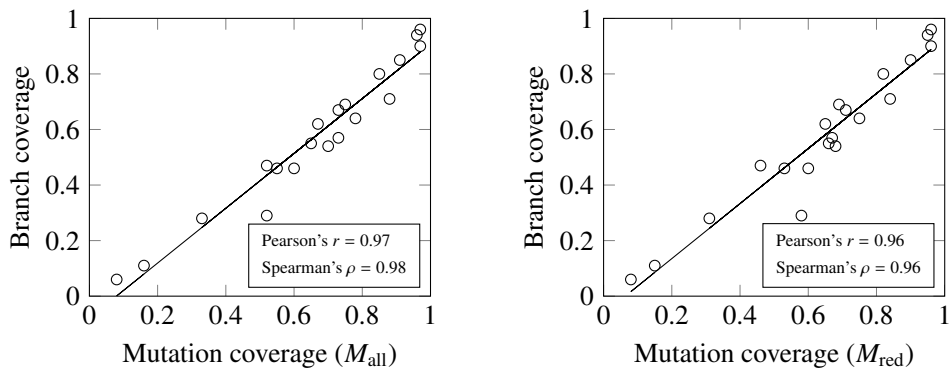 1
0.8
0.6
0.4
0.2
0
0 0.2 0.4 0.6 0.8 1
Branch coverage
Mutation coverage (M_all)
Pearson's r = 0.97
Spearman's ρ = 0.98
1
0.8
0.6
0.4
0.2
0
0 0.2 0.4 0.6 0.8 1
Branch coverage
Mutation coverage (M_red)
Pearson's r = 0.96
Spearman's ρ = 0.96